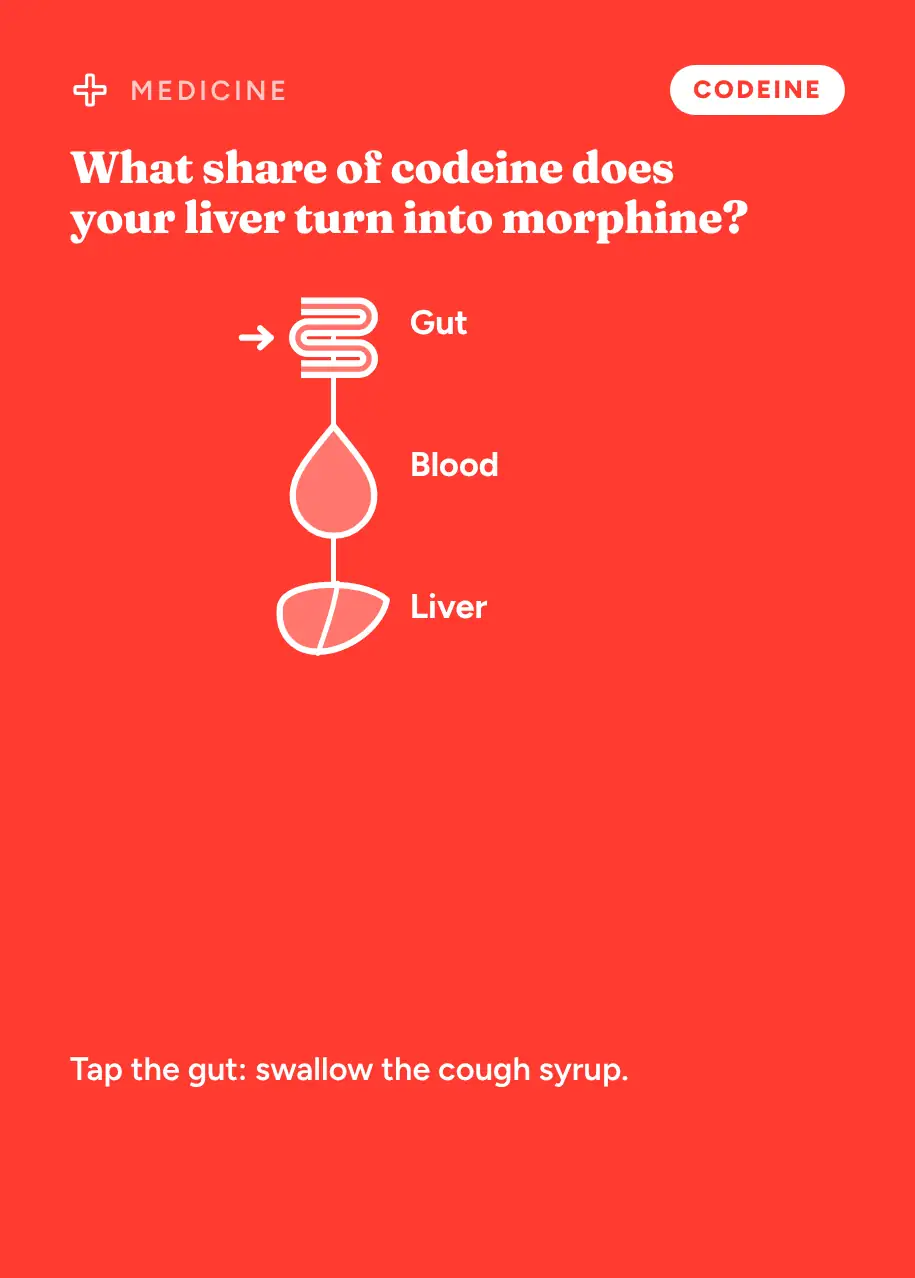 MEDICINE
CODEINE
What share of codeine does
your liver turn into morphine?
Gut
Blood
Liver
Tap the gut: swallow the cough syrup.